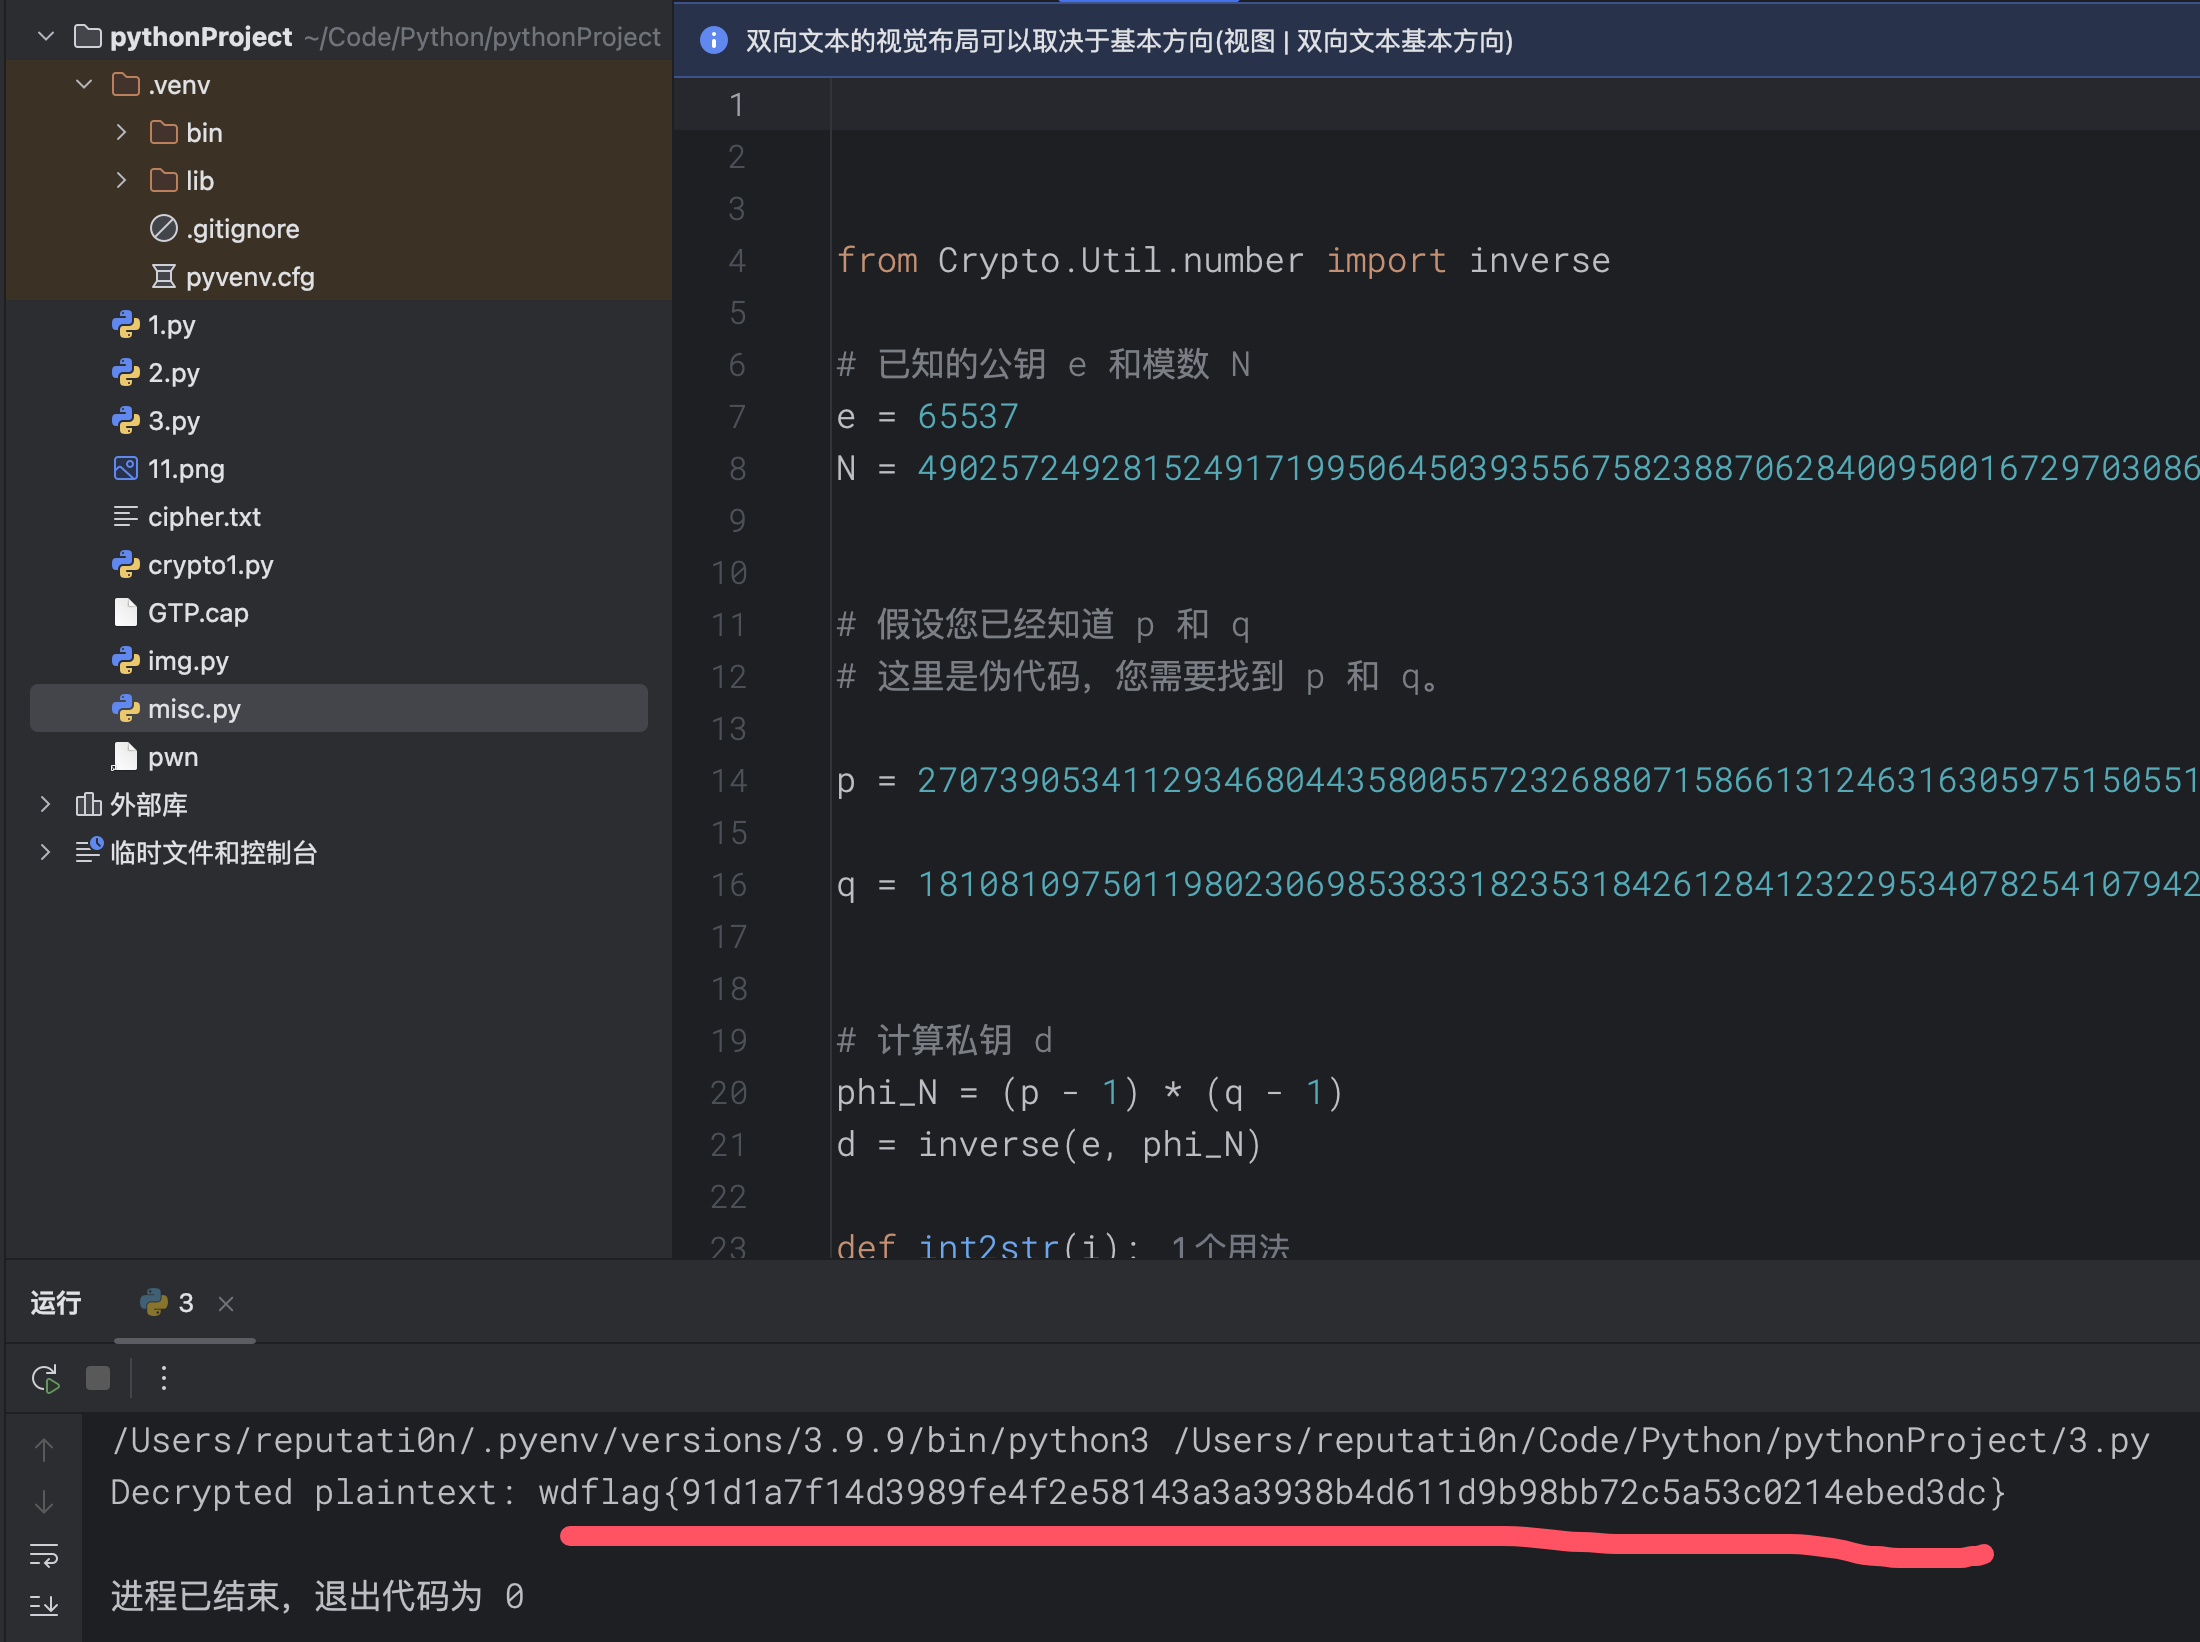 pythonProject ~/Code/Python/pythonProject
.venv
bin
lib
.gitignore
pyvenv.cfg
1.py
2.py
3.py
11.png
cipher.txt
crypto1.py
GTP.cap
img.py
misc.py
pwn
外部库
临时文件和控制台
双向文本的视觉布局可以取决于基本方向(视图 | 双向文本基本方向)
1
2
3
4 from Crypto.Util.number import inverse
5
6 # 已知的公钥 e 和模数 N
7 e = 65537
8 N = 490257249281524917199506450393556758238870628400950016729703086
9
10
11 # 假设您已经知道 p 和 q
12 # 这里是伪代码，您需要找到 p 和 q。
13
14 p = 270739053411293468044358005572326880715866131246316305975150551
15
16 q = 181081097501198023069853833182353184261284123229534078254107942
17
18
19 # 计算私钥 d
20 phi_N = (p - 1) * (q - 1)
21 d = inverse(e, phi_N)
22
23 def int2str(i): 1个用法
运行 3
/Users/reputati0n/.pyenv/versions/3.9.9/bin/python3 /Users/reputati0n/Code/Python/pythonProject/3.py
Decrypted plaintext: wdflag{91d1a7f14d3989fe4f2e58143a3a3938b4d611d9b98bb72c5a53c0214ebed3dc}
进程已结束，退出代码为 0